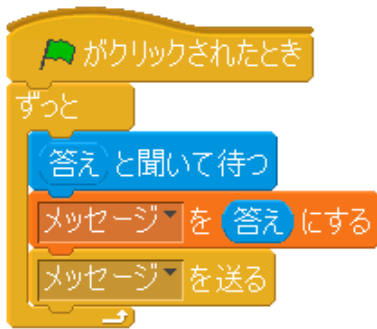 がクリックされたとき
ずっと
答え と聞いて待つ
メッセージ を 答え にする
メッセージ を送る